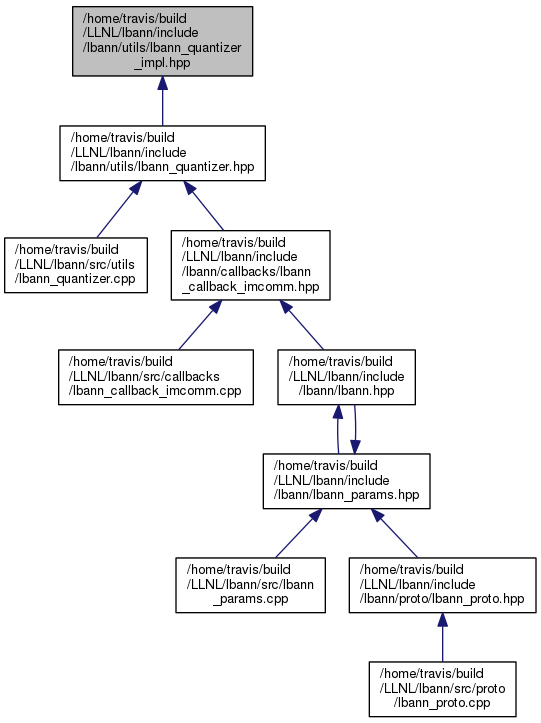 /home/travis/build
/LLNL/lbann/include
/lbann/utils/lbann_quantizer
_impl.hpp
/home/travis/build
/LLNL/lbann/include
/lbann/utils/lbann_quantizer.hpp
/home/travis/build
/LLNL/lbann/src/utils
/lbann_quantizer.cpp
/home/travis/build
/LLNL/lbann/include
/lbann/callbacks/lbann
_callback_imcomm.hpp
/home/travis/build
/LLNL/lbann/src/callbacks
/lbann_callback_imcomm.cpp
/home/travis/build
/LLNL/lbann/include
/lbann/lbann.hpp
/home/travis/build
/LLNL/lbann/include
/lbann/lbann_params.hpp
/home/travis/build
/LLNL/lbann/src/lbann
_params.cpp
/home/travis/build
/LLNL/lbann/include
/lbann/proto/lbann_proto.hpp
/home/travis/build
/LLNL/lbann/src/proto
/lbann_proto.cpp